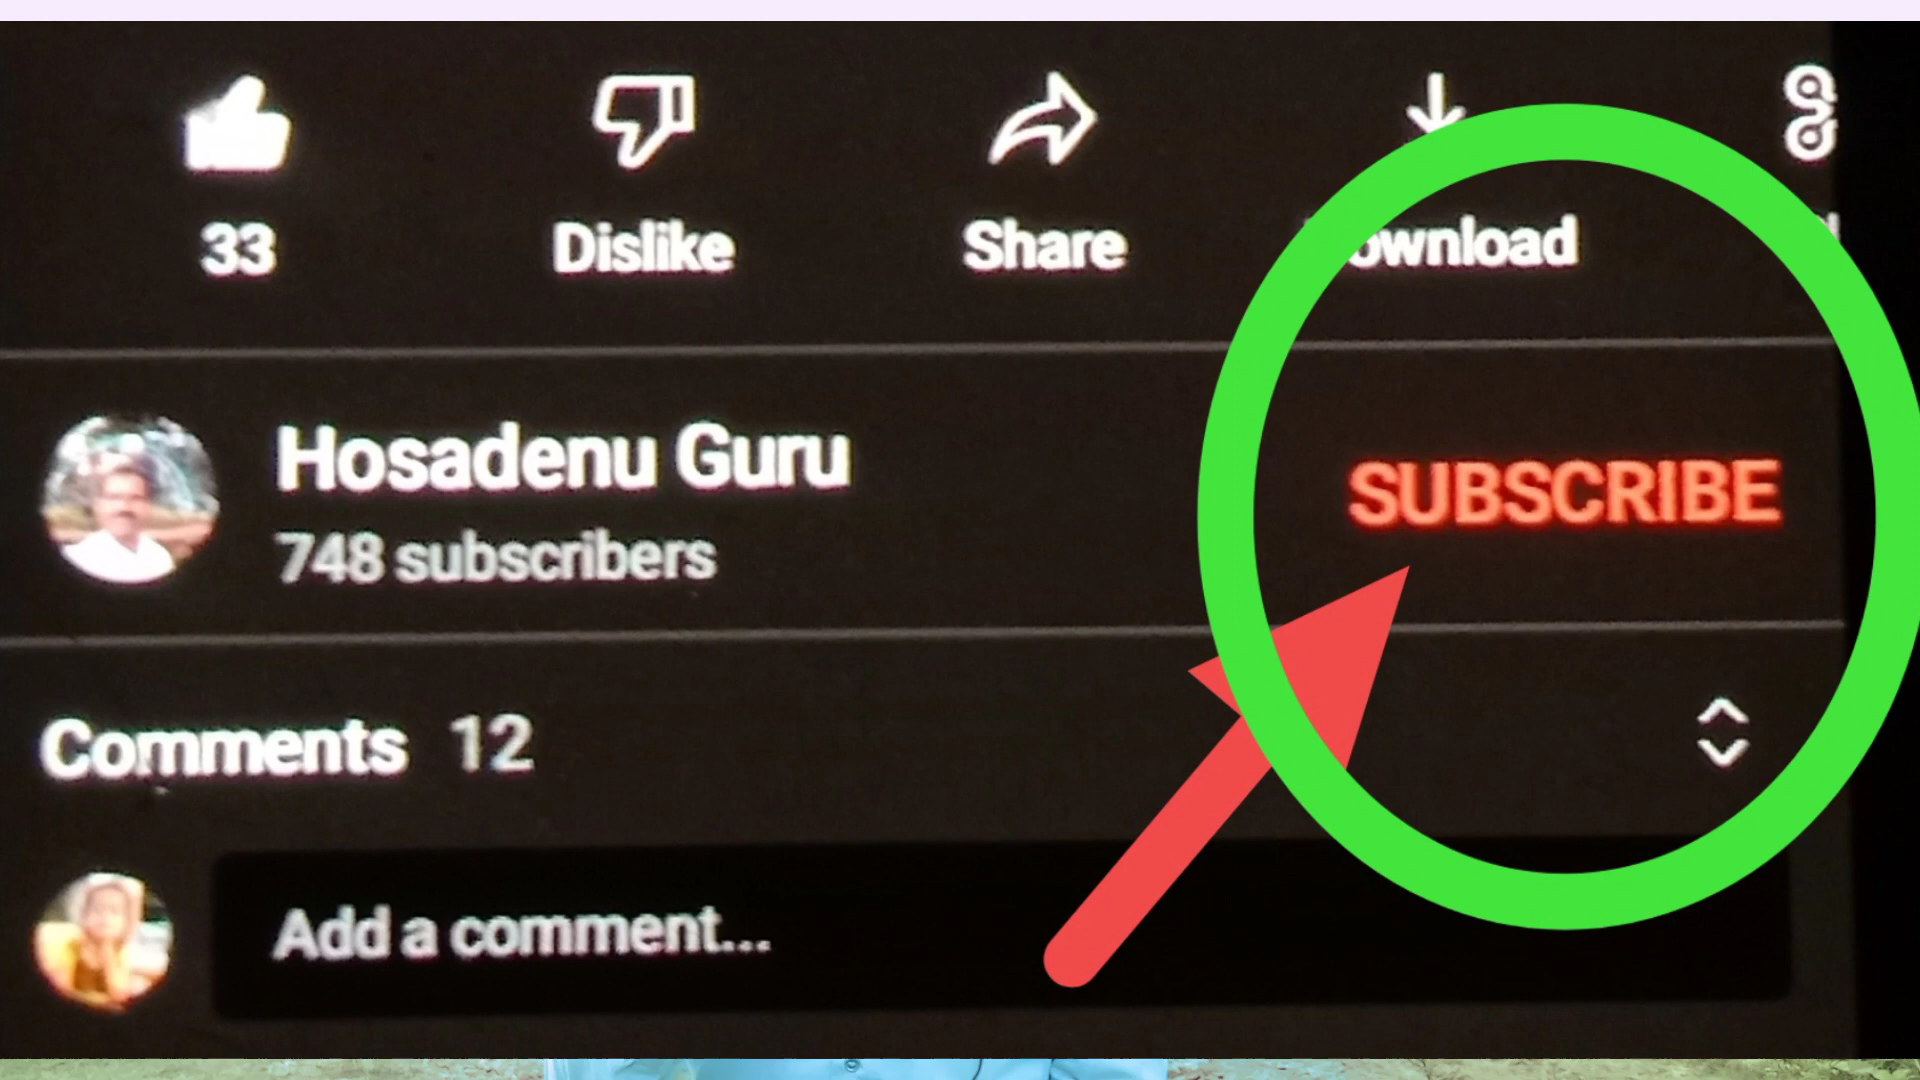 33
Dislike
Share
ownload
Hosadenu Guru
748 subscribers
SUBSCRIBE
Comments 12
Add a comment...